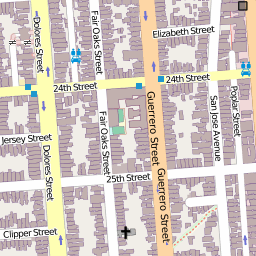 Elizabeth Street
Dolores Street
Fair Oaks Street
24th Street
24th Street
Guerrero Street
San Jose Avenue
Poplar Street
Jersey Street
Dolores Street
Fair Oaks Street
25th Street
Guerrero Street
Clipper Street